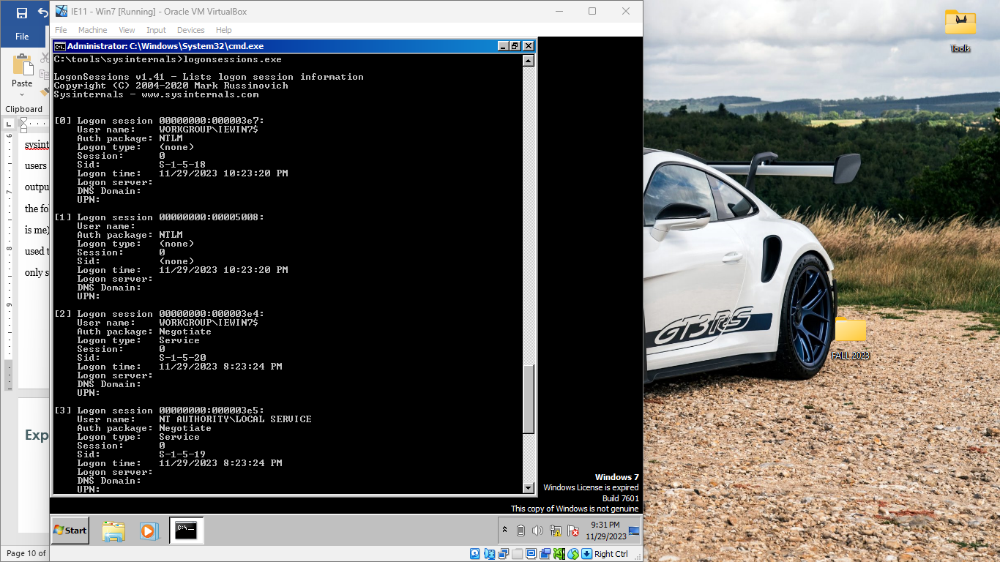 IE11 - Win7 [Running] - Oracle VM VirtualBox
File Machine View Input Devices Help
File
Paste
Clipboard
sysint
users
outpu
the fol
is me)
used t
only s
Exp
Page 10 of
6
7
8
9
Administrator: C:\Windows\System32\cmd.exe
C:\tools\sysinternals>logonsessions.exe
LogonSessions v1.41 - Lists logon session information
Copyright (C) 2004-2020 Mark Russinovich
Sysinternals - www.sysinternals.com
[0] Logon session 00000000:000003e7:
User name: WORKGROUP\IEWIN7$
Auth package: NTLM
Logon type: (none)
Session: 0
Sid: S-1-5-18
Logon time: 11/29/2023 10:23:20 PM
Logon server:
DNS Domain:
UPN:
[1] Logon session 00000000:00005008:
User name:
Auth package: NTLM
Logon type: (none)
Session: 0
Sid: (none)
Logon time: 11/29/2023 10:23:20 PM
Logon server:
DNS Domain:
UPN:
[2] Logon session 00000000:000003e4:
User name: WORKGROUP\IEWIN7$
Auth package: Negotiate
Logon type: Service
Session: 0
Sid: S-1-5-20
Logon time: 11/29/2023 8:23:24 PM
Logon server:
DNS Domain:
UPN:
[3] Logon session 00000000:000003e5:
User name: NT AUTHORITY\LOCAL SERVICE
Auth package: Negotiate
Logon type: Service
Session: 0
Sid: S-1-5-19
Logon time: 11/29/2023 8:23:24 PM
Logon server:
DNS Domain:
UPN:
Windows 7
Windows License is expired
Build 7601
This copy of Windows is not genuine
Start
C:\_
9:31 PM
11/29/2023
Right Ctrl
Tools
GT3RS
FALL 2023